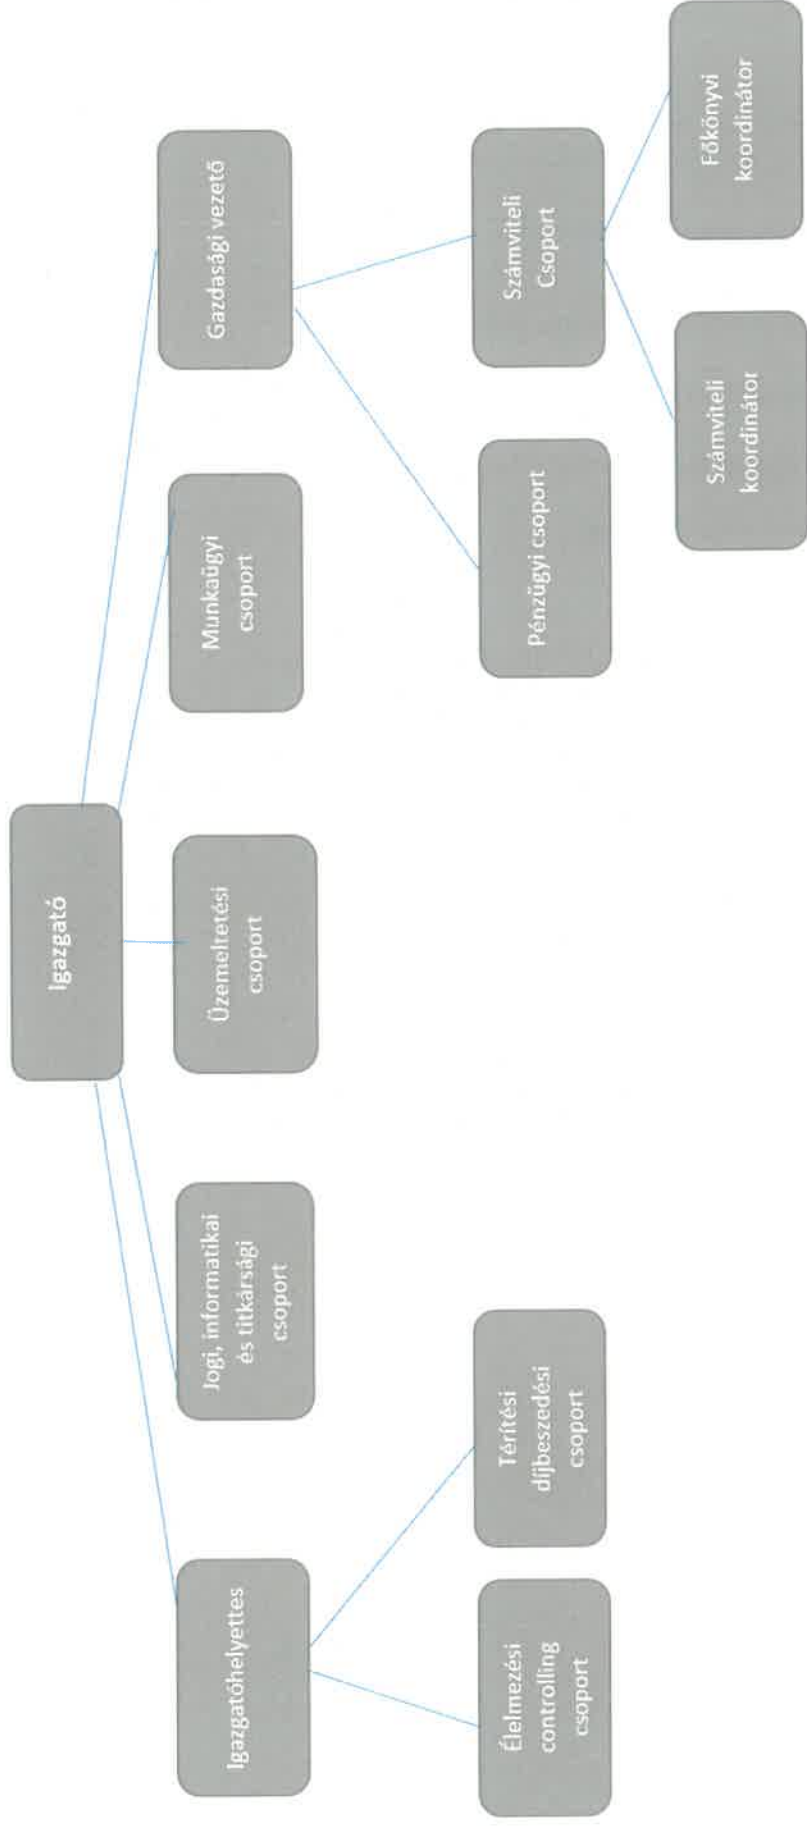 Igazgató
Igazgatóhelyettes
Jogi, informatikai
és titkársági
csoport
Üzemeltetési
csoport
Munkaügyi
csoport
Gazdasági vezető
Élelmezési
controlling
csoport
Térítési
díjbeszedési
csoport
Pénzügyi csoport
Számviteli
Csoport
Számviteli
koordinátor
Főkönyvi
koordinátor